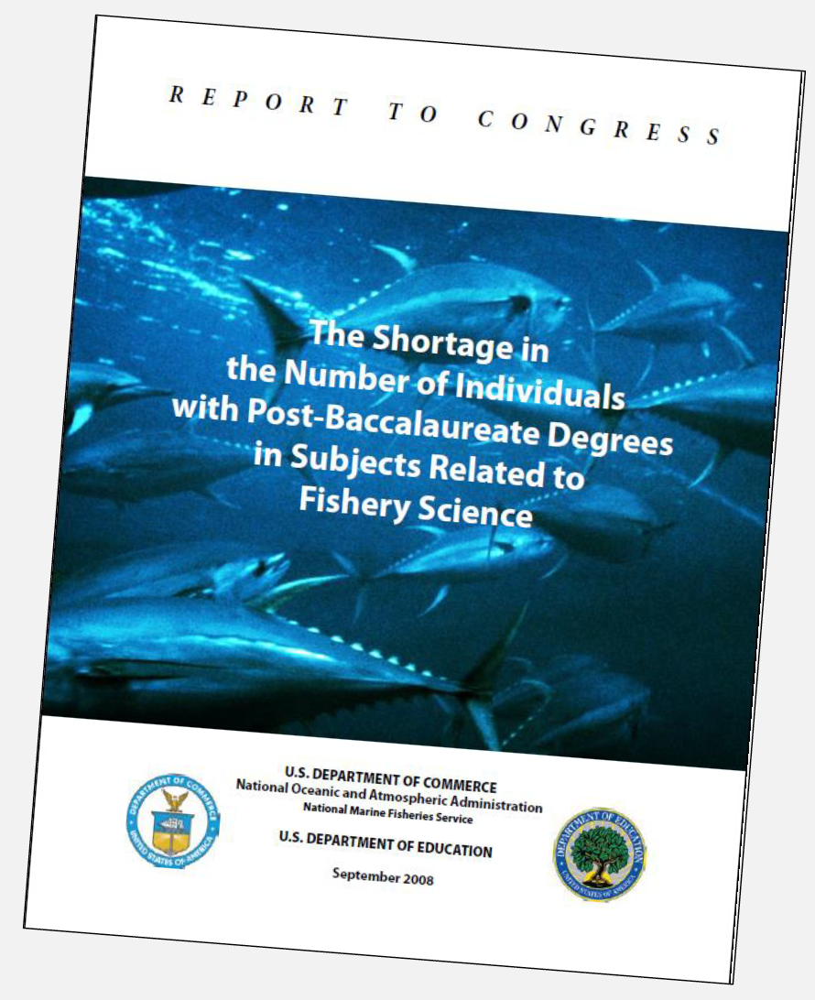 REPORT TO CONGRESS
The Shortage in
the Number of Individuals
with Post-Baccalaureate Degrees
in Subjects Related to
Fishery Science
U.S. DEPARTMENT OF COMMERCE
National Oceanic and Atmospheric Administration
National Marine Fisheries Service
U.S. DEPARTMENT OF EDUCATION
September 2008
DEPARTMENT OF COMMERCE
UNITED STATES OF AMERICA
DEPARTMENT OF EDUCATION
UNITED STATES OF AMERICA